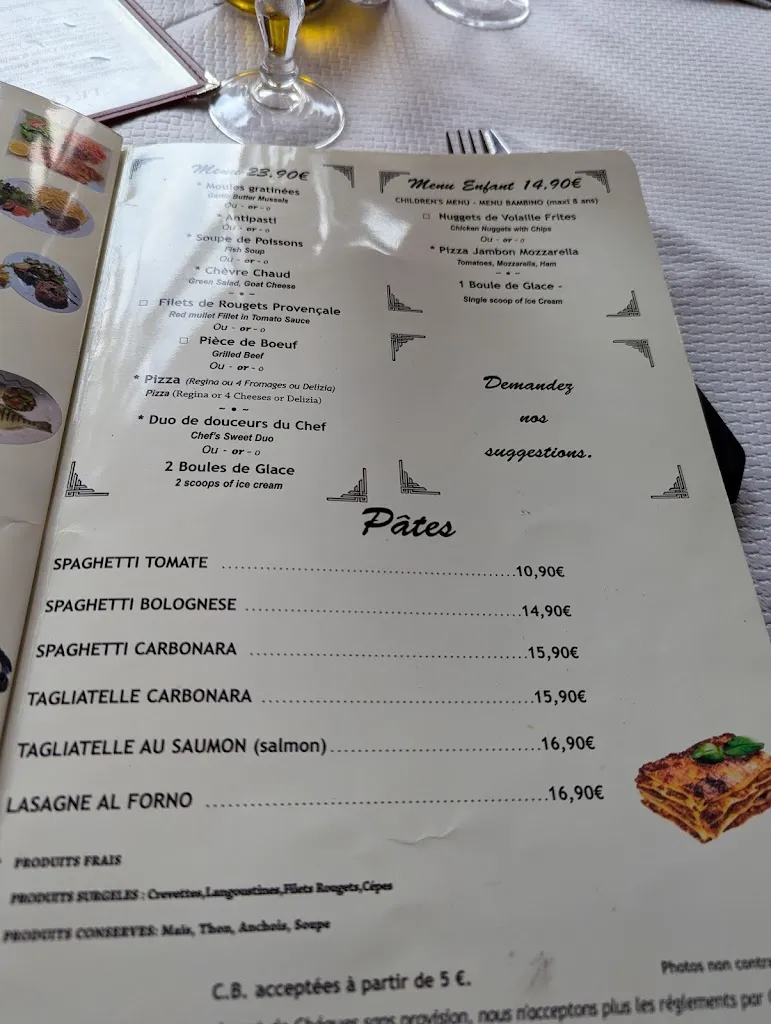 Menu 23.90€
* Moules gratinées
Garlic Butter Mussels
Ou - or - o
* Antipasti
Ou - or - o
* Soupe de Poissons
Fish Soup
Ou - or - o
* Chèvre Chaud
Green Salad, Goat Cheese
~ • ~
□ Filets de Rougets Provençale
Red mullet Fillet in Tomato Sauce
Ou - or - o
□ Pièce de Boeuf
Grilled Beef
Ou - or - o
* Pizza (Regina ou 4 Fromages ou Delizia)
Pizza (Regina or 4 Cheeses or Delizia)
~ • ~
* Duo de douceurs du Chef
Chef's Sweet Duo
Ou - or - o
2 Boules de Glace
2 scoops of ice cream
Menu Enfant 14.90€
CHILDREN'S MENU - MENU BAMBINO (maxi 8 ans)
□ Nuggets de Volaille Frites
Chicken Nuggets with Chips
Ou - or - o
* Pizza Jambon Mozzarella
Tomatoes, Mozzarella, Ham
~ • ~
1 Boule de Glace -
Single scoop of Ice Cream
Demandez
nos
suggestions.
Pâtes
SPAGHETTI TOMATE ........ 10,90€
SPAGHETTI BOLOGNESE ........ 14,90€
SPAGHETTI CARBONARA ........ 15,90€
TAGLIATELLE CARBONARA ........ 15,90€
TAGLIATELLE AU SAUMON (salmon) ........ 16,90€
LASAGNE AL FORNO ........ 16,90€
* PRODUITS FRAIS
PRODUITS SURGELES : Crevettes,Langoustines,Filets Rougets,Cépes
PRODUITS CONSERVES: Mais, Thon, Anchois, Soupe
C.B. acceptées à partir de 5 €.
Photos non
de Chéques sans provision, nous n'acceptons plus les réglements par